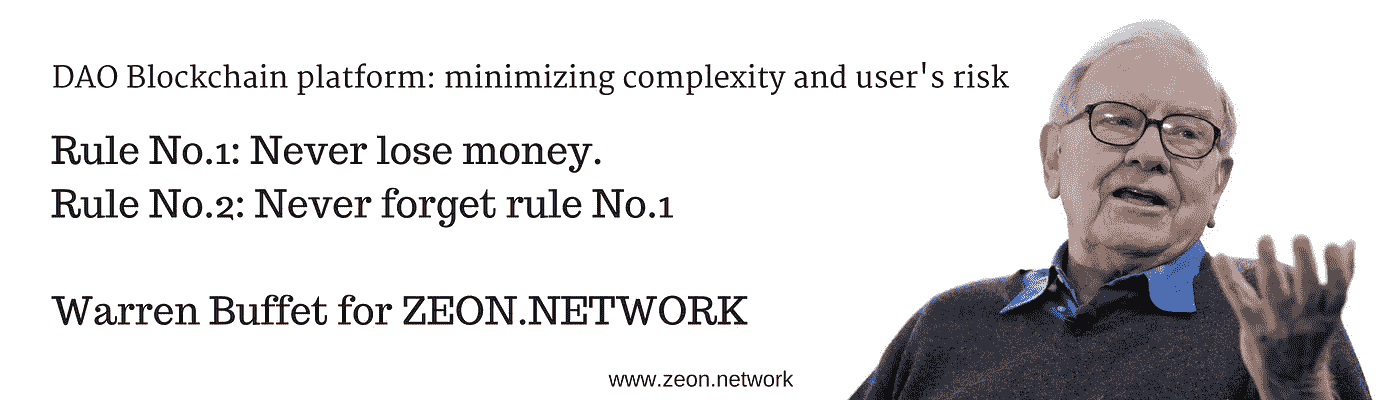 DAO Blockchain platform: minimizing complexity and user's risk
Rule No.1: Never lose money.
Rule No.2: Never forget rule No.1
Warren Buffet for ZEON.NETWORK
www.zeon.network